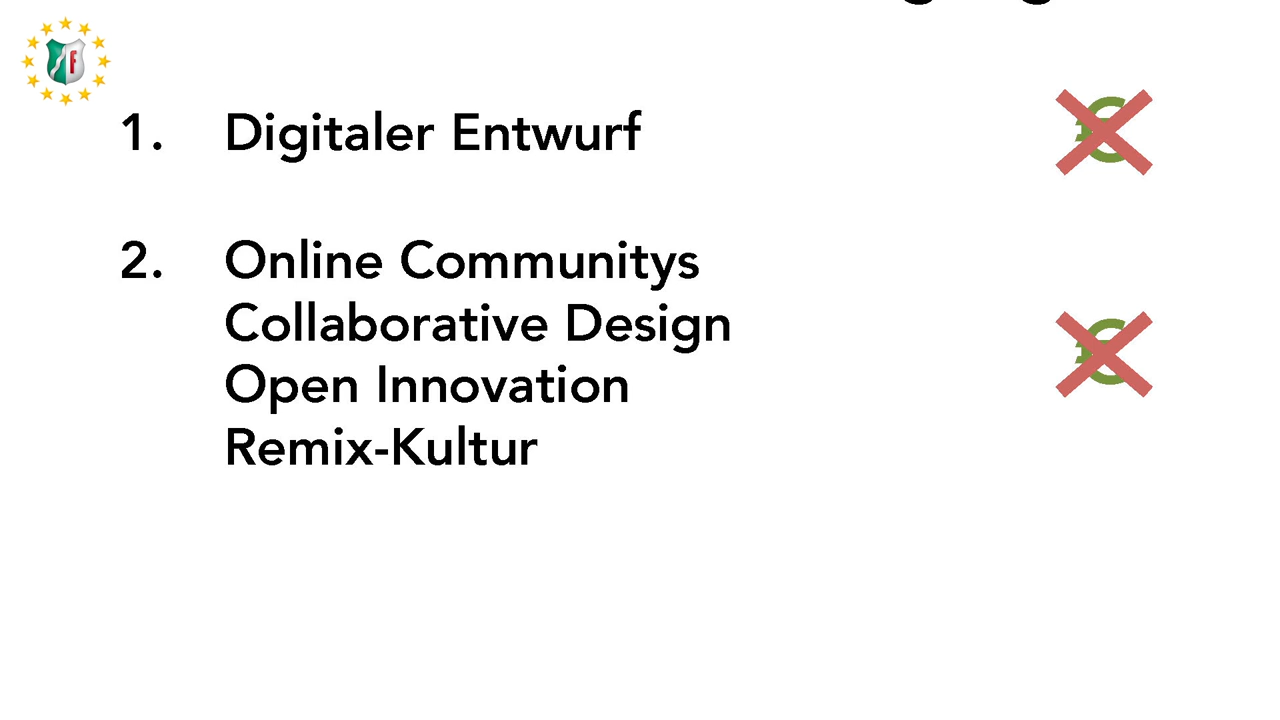 1. Digitaler Entwurf €
2. Online Communitys
Collaborative Design €
Open Innovation
Remix-Kultur